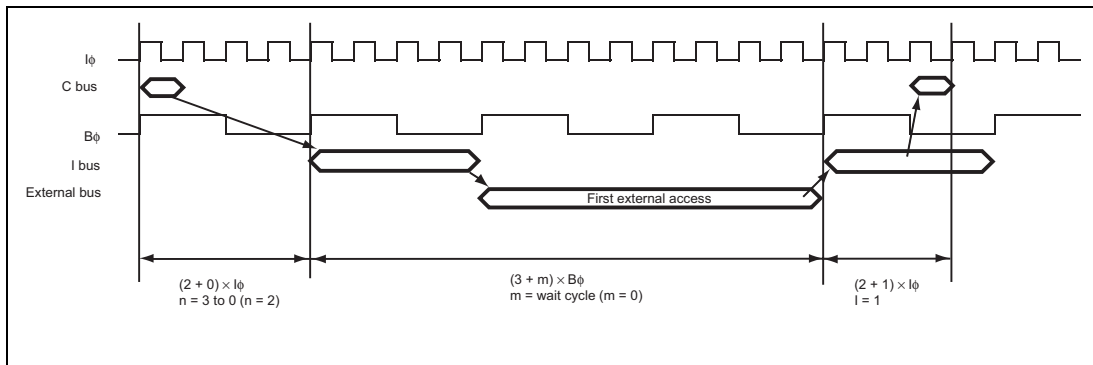 Iϕ
C bus
Bϕ
I bus
External bus
First external access
(2 + 0) × Iϕ
n = 3 to 0 (n = 2)
(3 + m) × Bϕ
m = wait cycle (m = 0)
(2 + 1) × Iϕ
I = 1